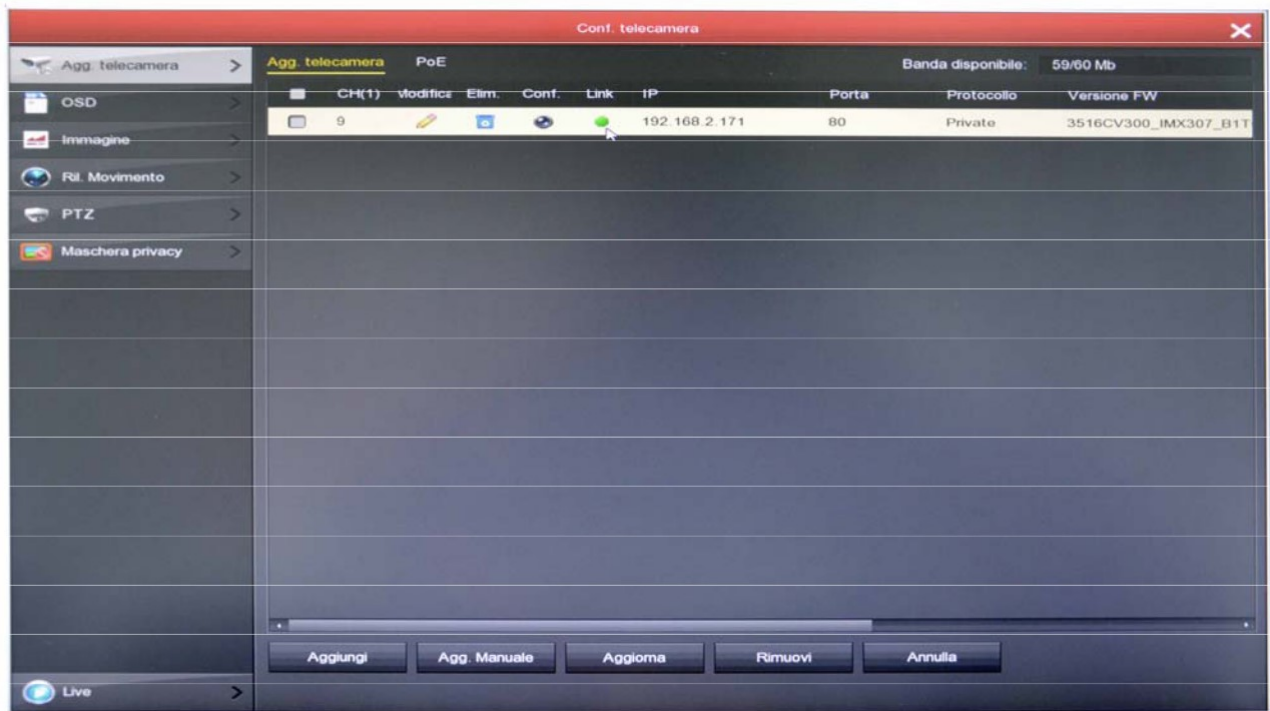 Conf. telecamera
Agg. telecamera
OSD
Immagine
Ril. Movimento
PTZ
Maschera privacy
Live
Agg. telecamera PoE Banda disponibile: 59/60 Mb
CH(1) Modifica Elim. Conf. Link IP Porta Protocollo Versione FW
9 192.168.2.171 80 Private 3516CV300_IMX307_B1T
Aggiungi Agg. Manuale Aggiorna Rimuovi Annulla